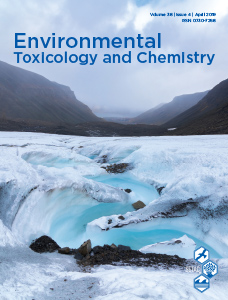 Volume 38 | Issue 4 | April 2019
ISSN 0730-7268
Environmental
Toxicology and Chemistry